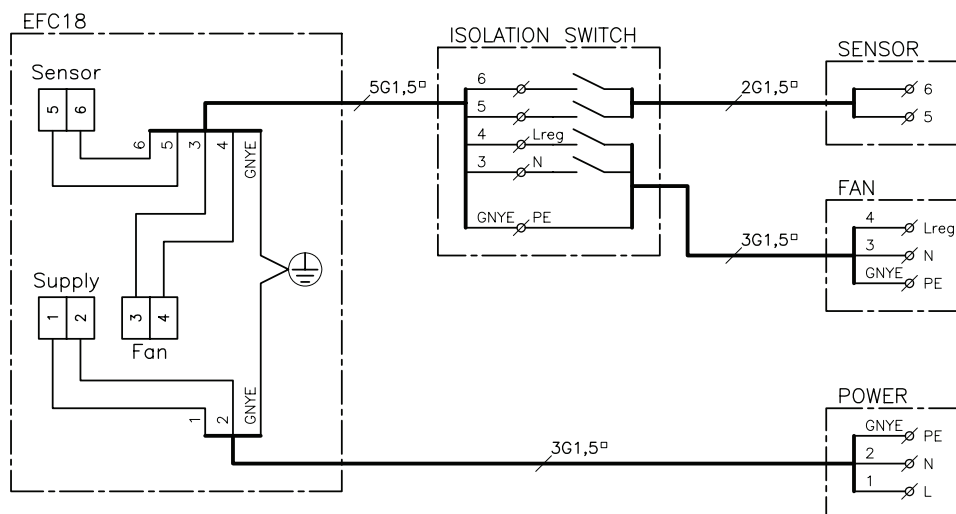 EFC18
Sensor
5 6
6 5 3 4 GNYE
Supply
1 2
3 4
Fan
1 2 GNYE
5G1,5▫
ISOLATION SWITCH
6
5
4 Lreg
3 N
GNYE PE
2G1,5▫
SENSOR
6
5
3G1,5▫
FAN
4 Lreg
3 N
GNYE PE
3G1,5▫
POWER
GNYE PE
2 N
1 L